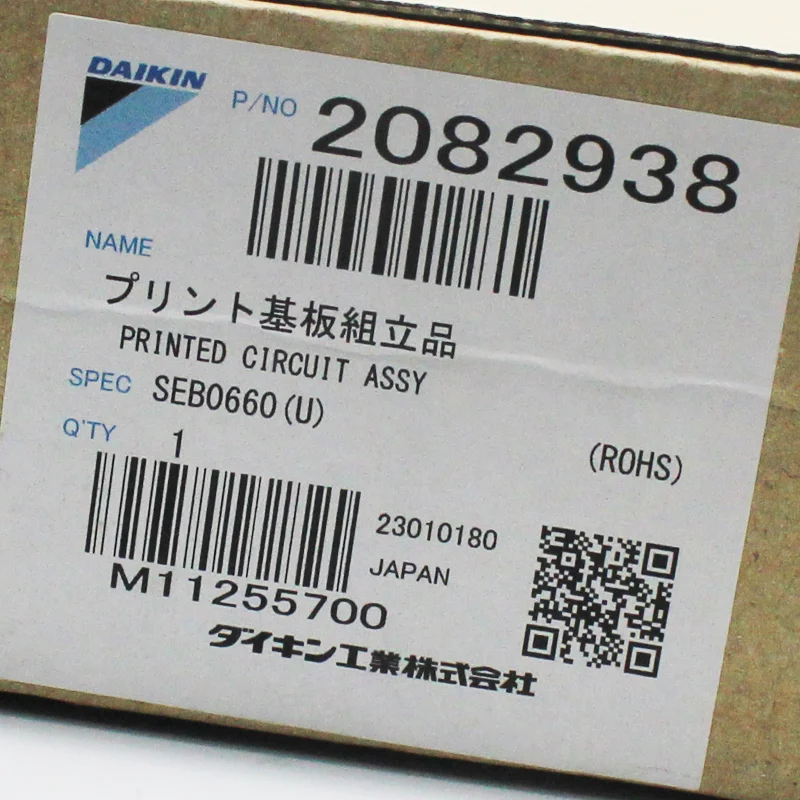 DAIKIN
P/NO 2082938
NAME
プリント基板組立品
PRINTED CIRCUIT ASSY
SPEC SEB0660(U)
Q'TY 1
(ROHS)
23010180
JAPAN
M11255700
ダイキン工業株式会社